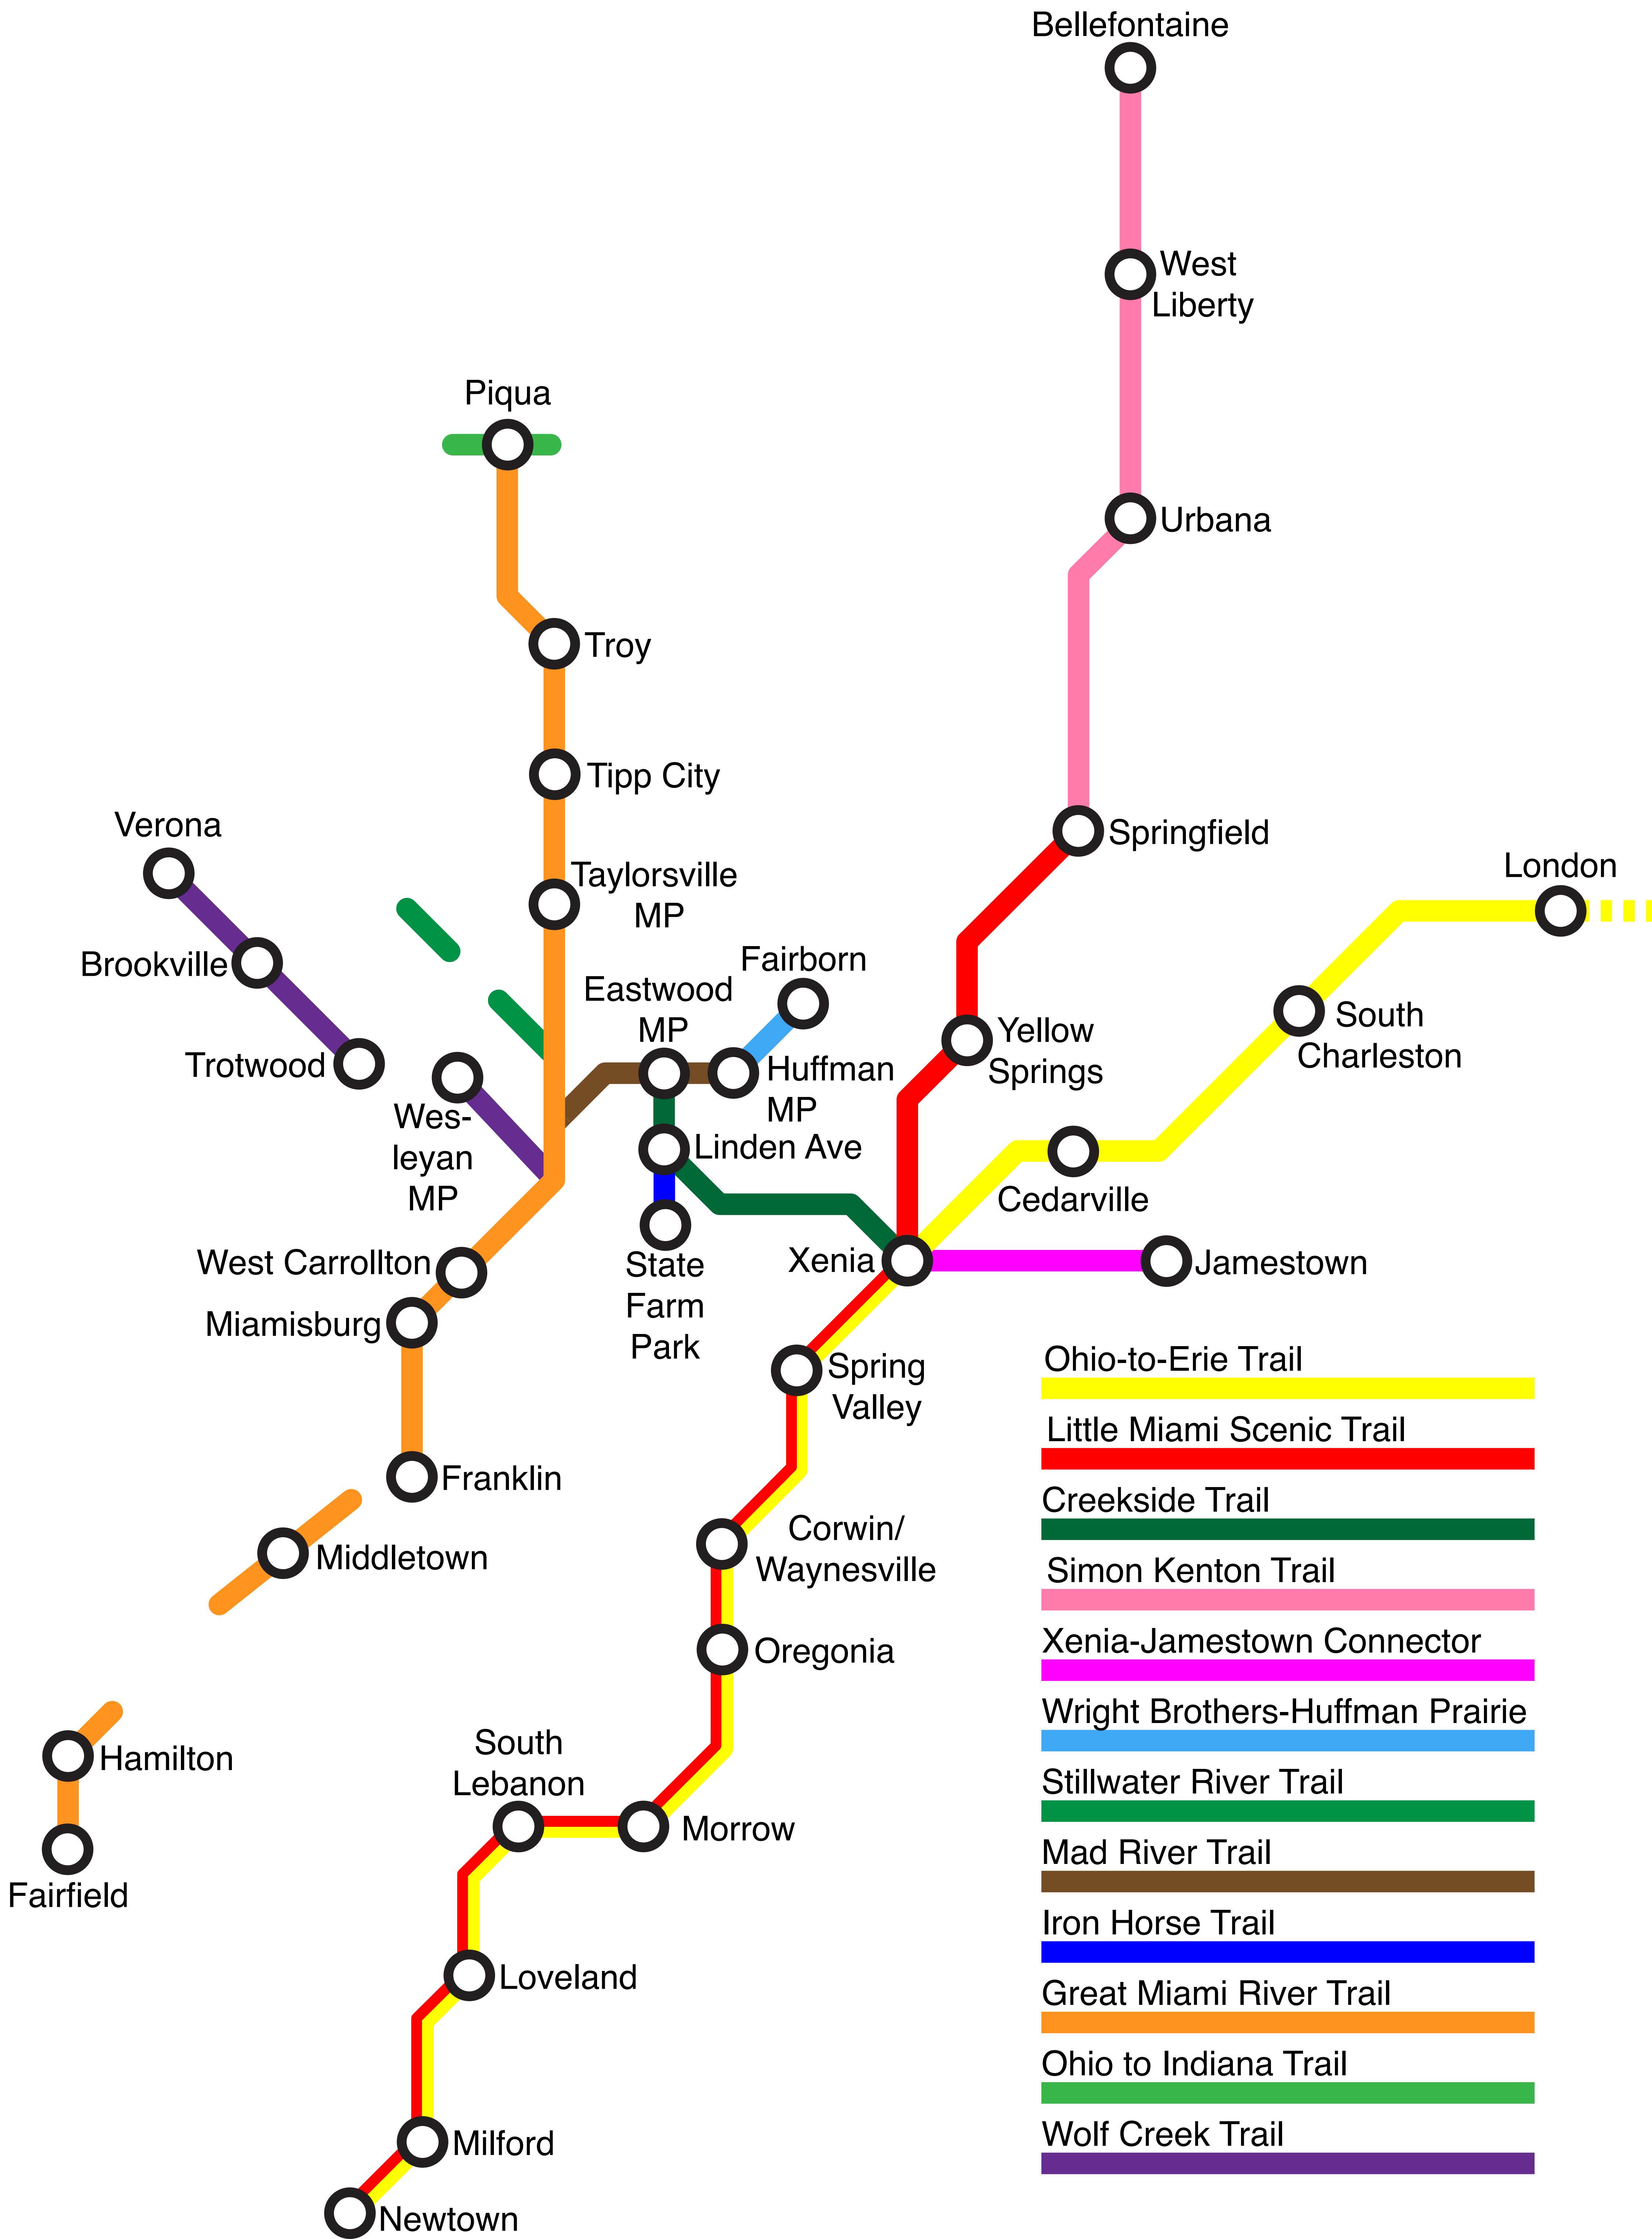 Bellefontaine
West
Liberty
Piqua
Urbana
Troy
Tipp City
Verona
Springfield
London
Taylorsville
MP
Brookville
Fairborn
Eastwood
MP
South
Charleston
Yellow
Springs
Trotwood
Huffman
MP
Wes-
leyan
MP
Linden Ave
Cedarville
West Carrollton
State
Farm
Park
Xenia
Jamestown
Miamisburg
Spring
Valley
Franklin
Corwin/
Waynesville
Middletown
Oregonia
South
Lebanon
Hamilton
Morrow
Fairfield
Loveland
Milford
Newtown
Ohio-to-Erie Trail
Little Miami Scenic Trail
Creekside Trail
Simon Kenton Trail
Xenia-Jamestown Connector
Wright Brothers-Huffman Prairie
Stillwater River Trail
Mad River Trail
Iron Horse Trail
Great Miami River Trail
Ohio to Indiana Trail
Wolf Creek Trail